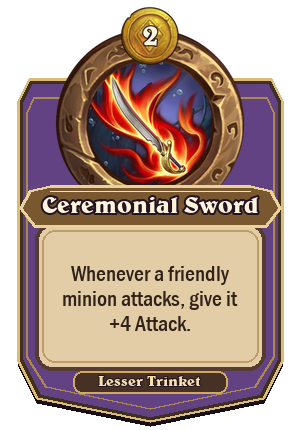 2
Ceremonial Sword
Whenever a friendly
minion attacks, give it
+4 Attack.
Lesser Trinket